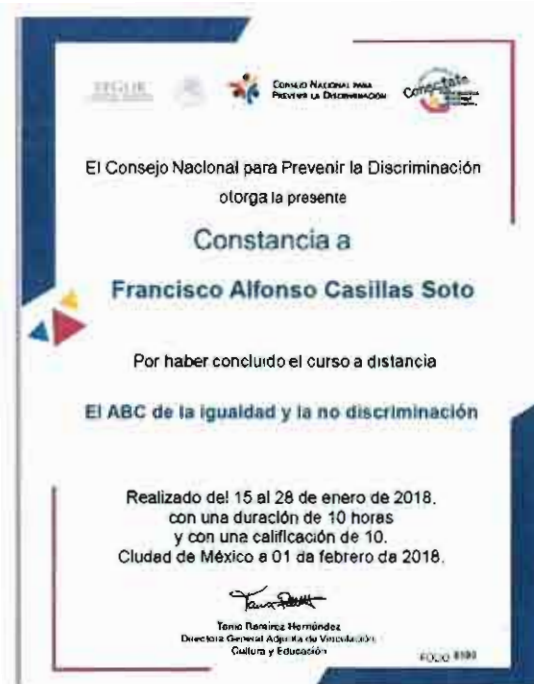 SEGOB
CONSEJO NACIONAL PARA
PREVENIR LA DISCRIMINACIÓN
Conéctate
El Consejo Nacional para Prevenir la Discriminación
otorga la presente
Constancia a
Francisco Alfonso Casillas Soto
Por haber concluido el curso a distancia
El ABC de la igualdad y la no discriminación
Realizado del 15 al 28 de enero de 2018,
con una duración de 10 horas
y con una calificación de 10.
Ciudad de México a 01 de febrero de 2018.
Tania Ramírez Hernández
Directora General Adjunta de Vinculación,
Cultura y Educación
FOLIO